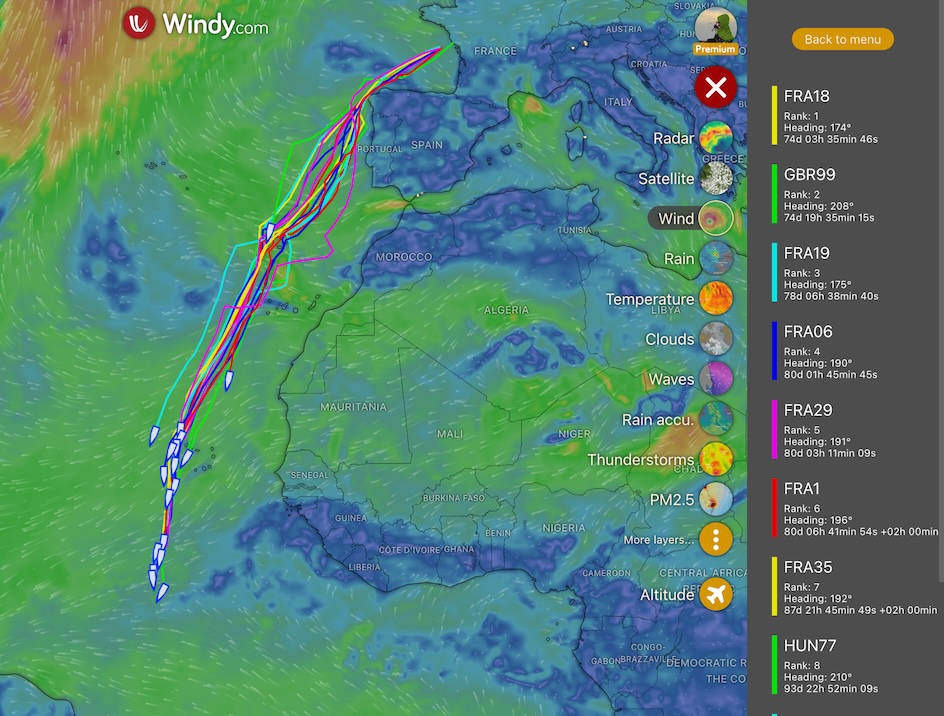 Windy.com
Premium
Radar
Satellite
Wind
Rain
Temperature
Clouds
Waves
Rain accu.
Thunderstorms
PM2.5
More layers...
Altitude
SLOVAKIA
AUSTRIA
FRANCE
CROATIA
ITALY
PORTUGAL
SPAIN
GREECE
TUNISIA
MOROCCO
ALGERIA
LIBYA
MAURITANIA
MALI
NIGER
CHAD
SENEGAL
BURKINA FASO
GUINEA
BENIN
NIGERIA
CÔTE D'IVOIRE
GHANA
LIBERIA
CAMEROON
CENTRAL AFRICA
CONGO-
BRAZZAVILLE
GABON
DEMOCRATIC R
THE CO
Back to menu
FRA18
Rank: 1
Heading: 174°
74d 03h 35min 46s
GBR99
Rank: 2
Heading: 208°
74d 19h 35min 15s
FRA19
Rank: 3
Heading: 175°
78d 06h 38min 40s
FRA06
Rank: 4
Heading: 190°
80d 01h 45min 45s
FRA29
Rank: 5
Heading: 191°
80d 03h 11min 09s
FRA1
Rank: 6
Heading: 196°
80d 06h 41min 54s +02h 00min
FRA35
Rank: 7
Heading: 192°
87d 21h 45min 49s +02h 00min
HUN77
Rank: 8
Heading: 210°
93d 22h 52min 09s